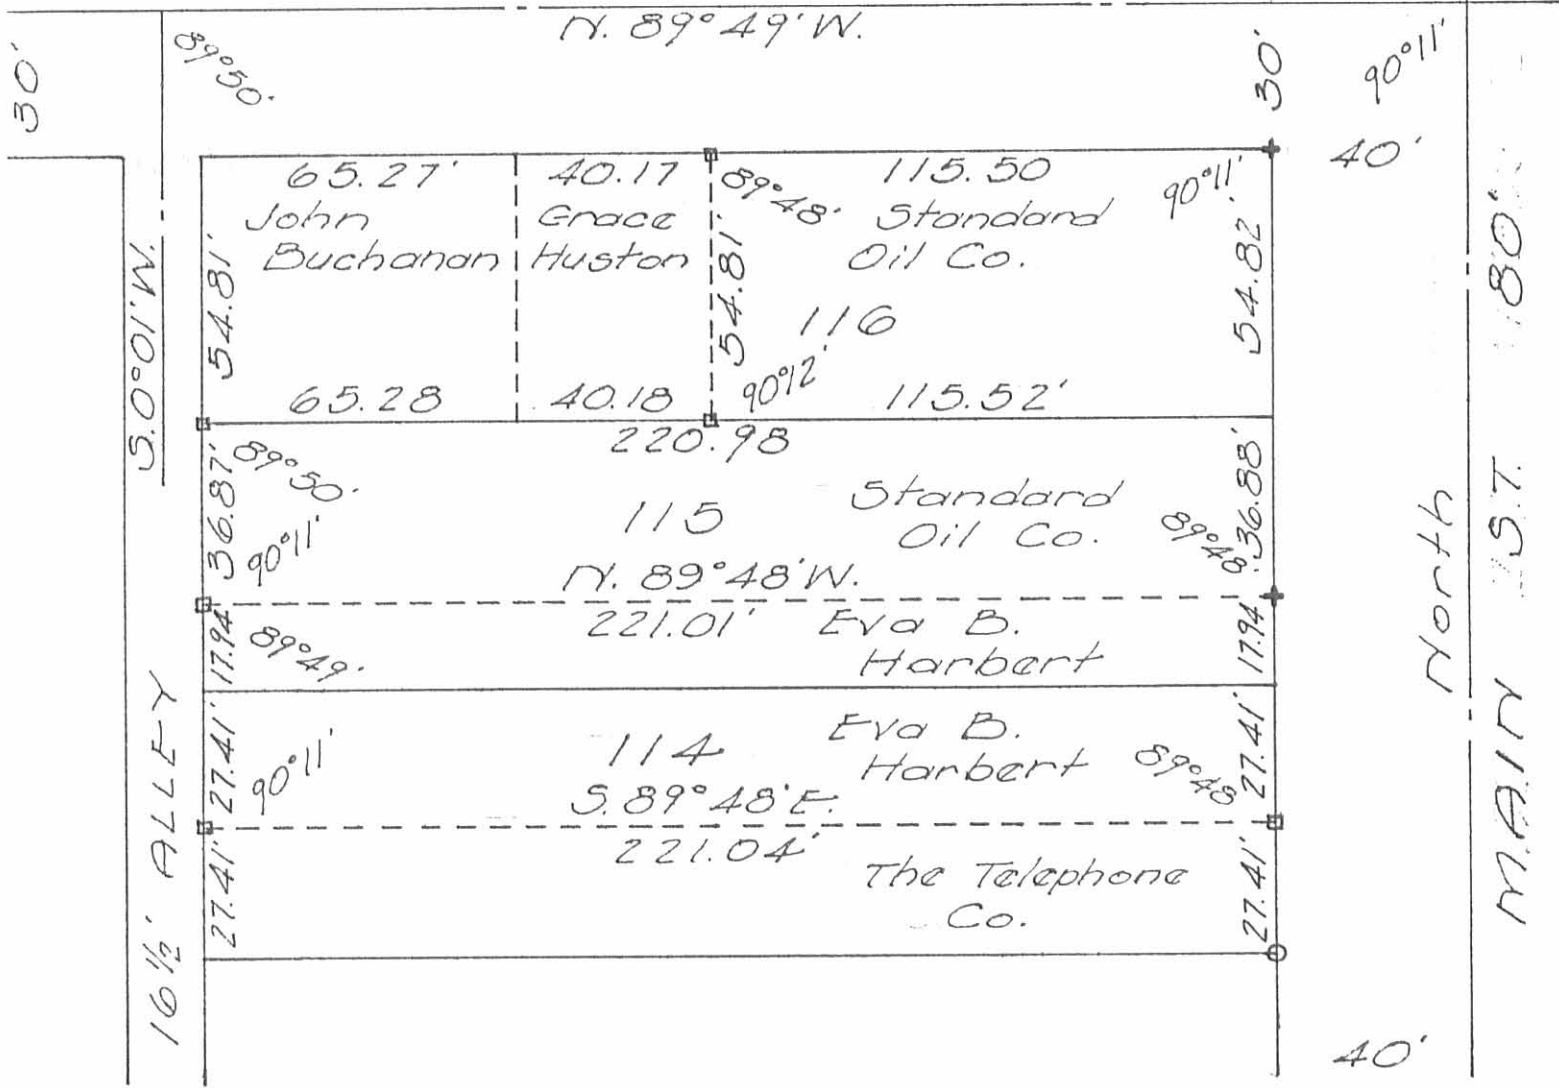 N. 89°49'W.
30'
89°50'
30'
90°11'
40'
65.27'
40.17
89°48'
115.50
90°11'
John
Buchanan
Grace
Huston
Standard
Oil Co.
S.0°01'W.
54.81'
54.81'
116
54.82'
80'
65.28
40.18
90°12'
115.52'
220.98
36.87'
89°50'
115
Standard
Oil Co.
36.88'
90°11'
89°48'
N. 89°48'W.
221.01'
Eva B.
Harbert
17.94
89°49'
17.94
North
MAIN ST.
16½' ALLEY
27.41'
90°11'
114
Eva B.
Harbert
89°48'
27.41'
S. 89°48'E.
221.04'
27.41'
The Telephone
Co.
27.41'
40'